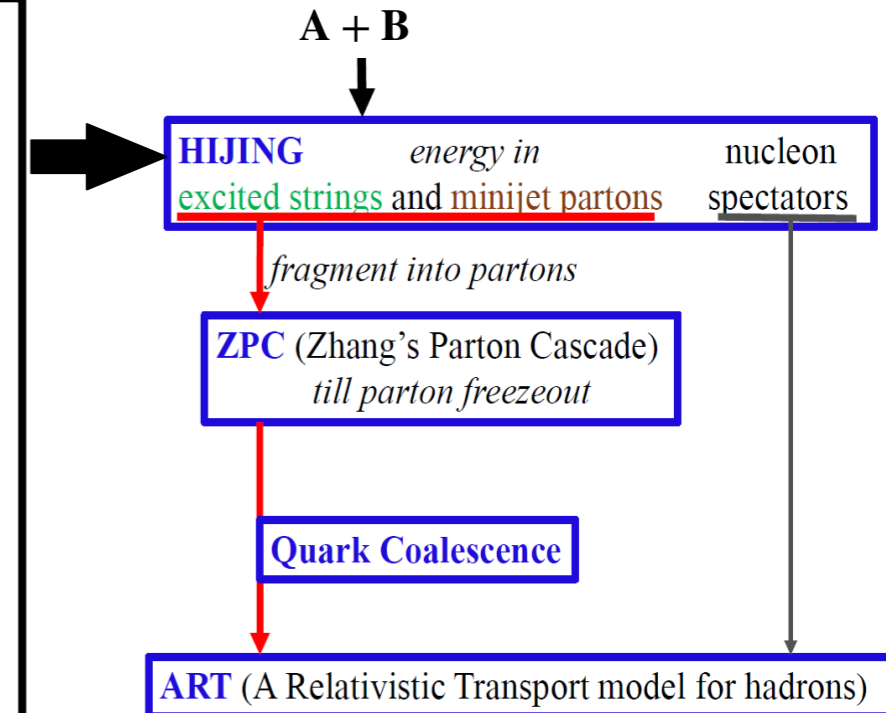 A + B
HIJING energy in nucleon
excited strings and minijet partons spectators
fragment into partons
ZPC (Zhang's Parton Cascade)
till parton freezeout
Quark Coalescence
ART (A Relativistic Transport model for hadrons)